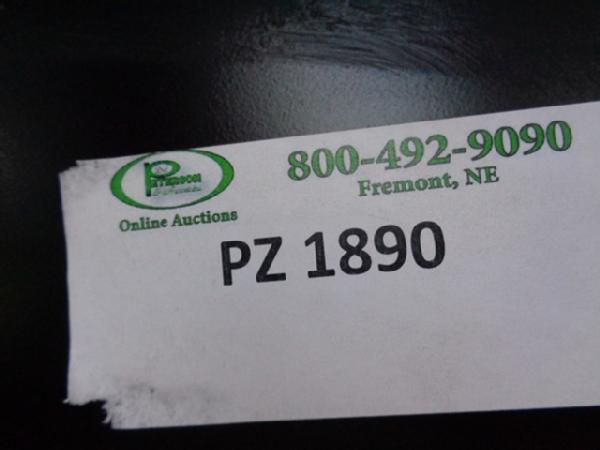 800-492-9090
Fremont, NE
Online Auctions
PZ 1890